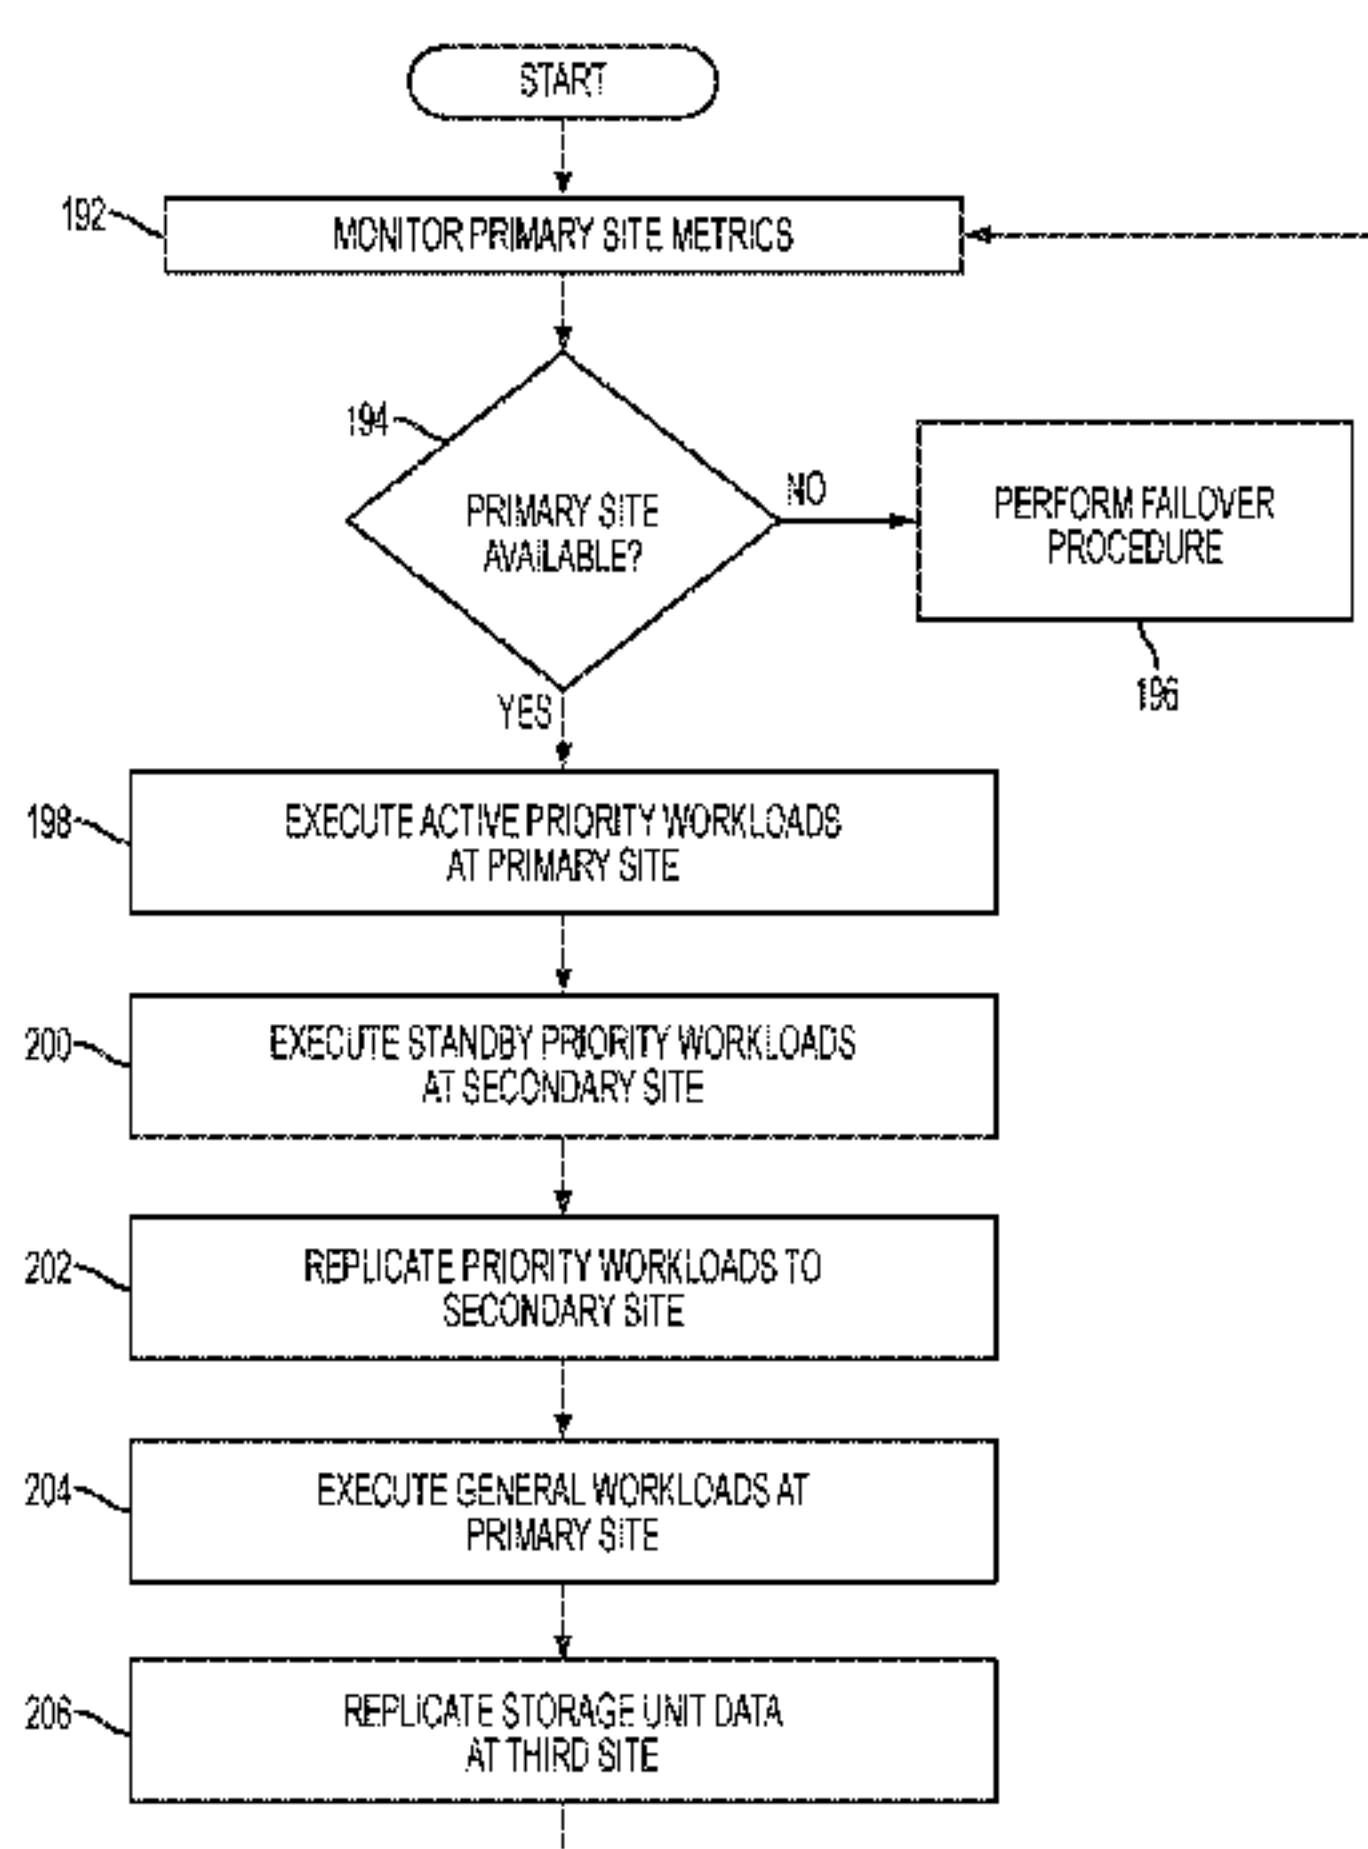 START
192
MONITOR PRIMARY SITE METRICS
194
PRIMARY SITE
AVAILABLE?
NO
PERFORM FAILOVER
PROCEDURE
196
YES
198
EXECUTE ACTIVE PRIORITY WORKLOADS
AT PRIMARY SITE
200
EXECUTE STANDBY PRIORITY WORKLOADS
AT SECONDARY SITE
202
REPLICATE PRIORITY WORKLOADS TO
SECONDARY SITE
204
EXECUTE GENERAL WORKLOADS AT
PRIMARY SITE
206
REPLICATE STORAGE UNIT DATA
AT THIRD SITE